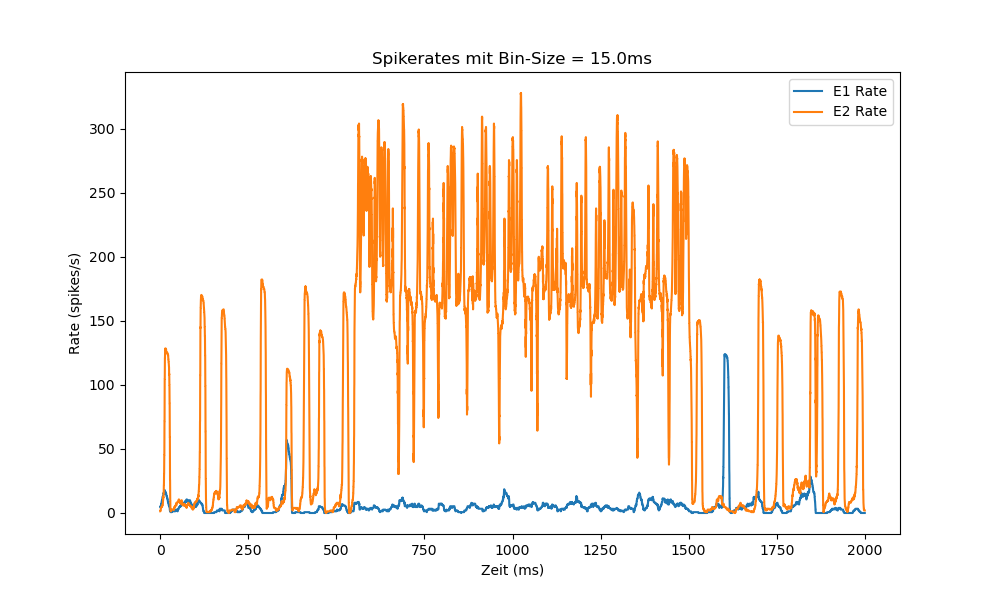 Spikerates mit Bin-Size = 15.0ms
E1 Rate
E2 Rate
Rate (spikes/s)
300
250
200
150
100
50
0
0 250 500 750 1000 1250 1500 1750 2000
Zeit (ms)